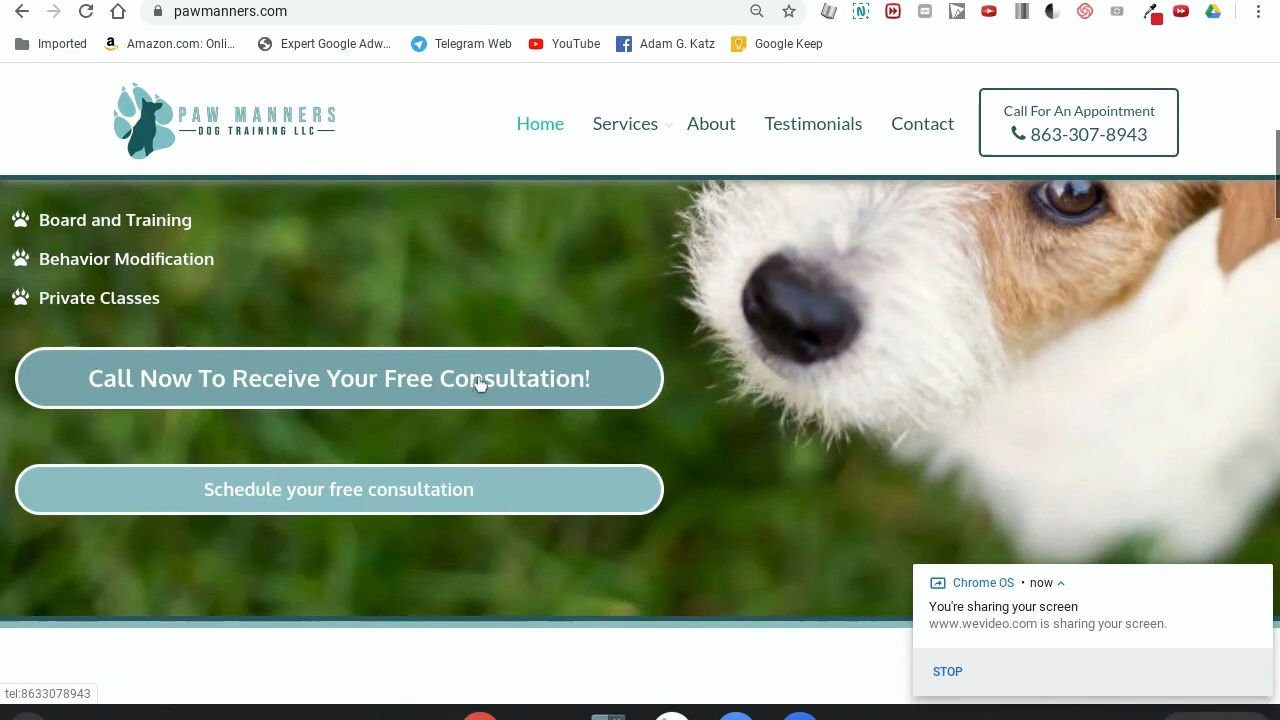 pawmanners.com
Imported
Amazon.com: Onli...
Expert Google Adw...
Telegram Web
YouTube
Adam G. Katz
Google Keep
PAW MANNERS
DOG TRAINING LLC
Home
Services
About
Testimonials
Contact
Call For An Appointment
863-307-8943
Board and Training
Behavior Modification
Private Classes
Call Now To Receive Your Free Consultation!
Schedule your free consultation
Chrome OS • now
You're sharing your screen
www.wevideo.com is sharing your screen.
STOP
tel:8633078943